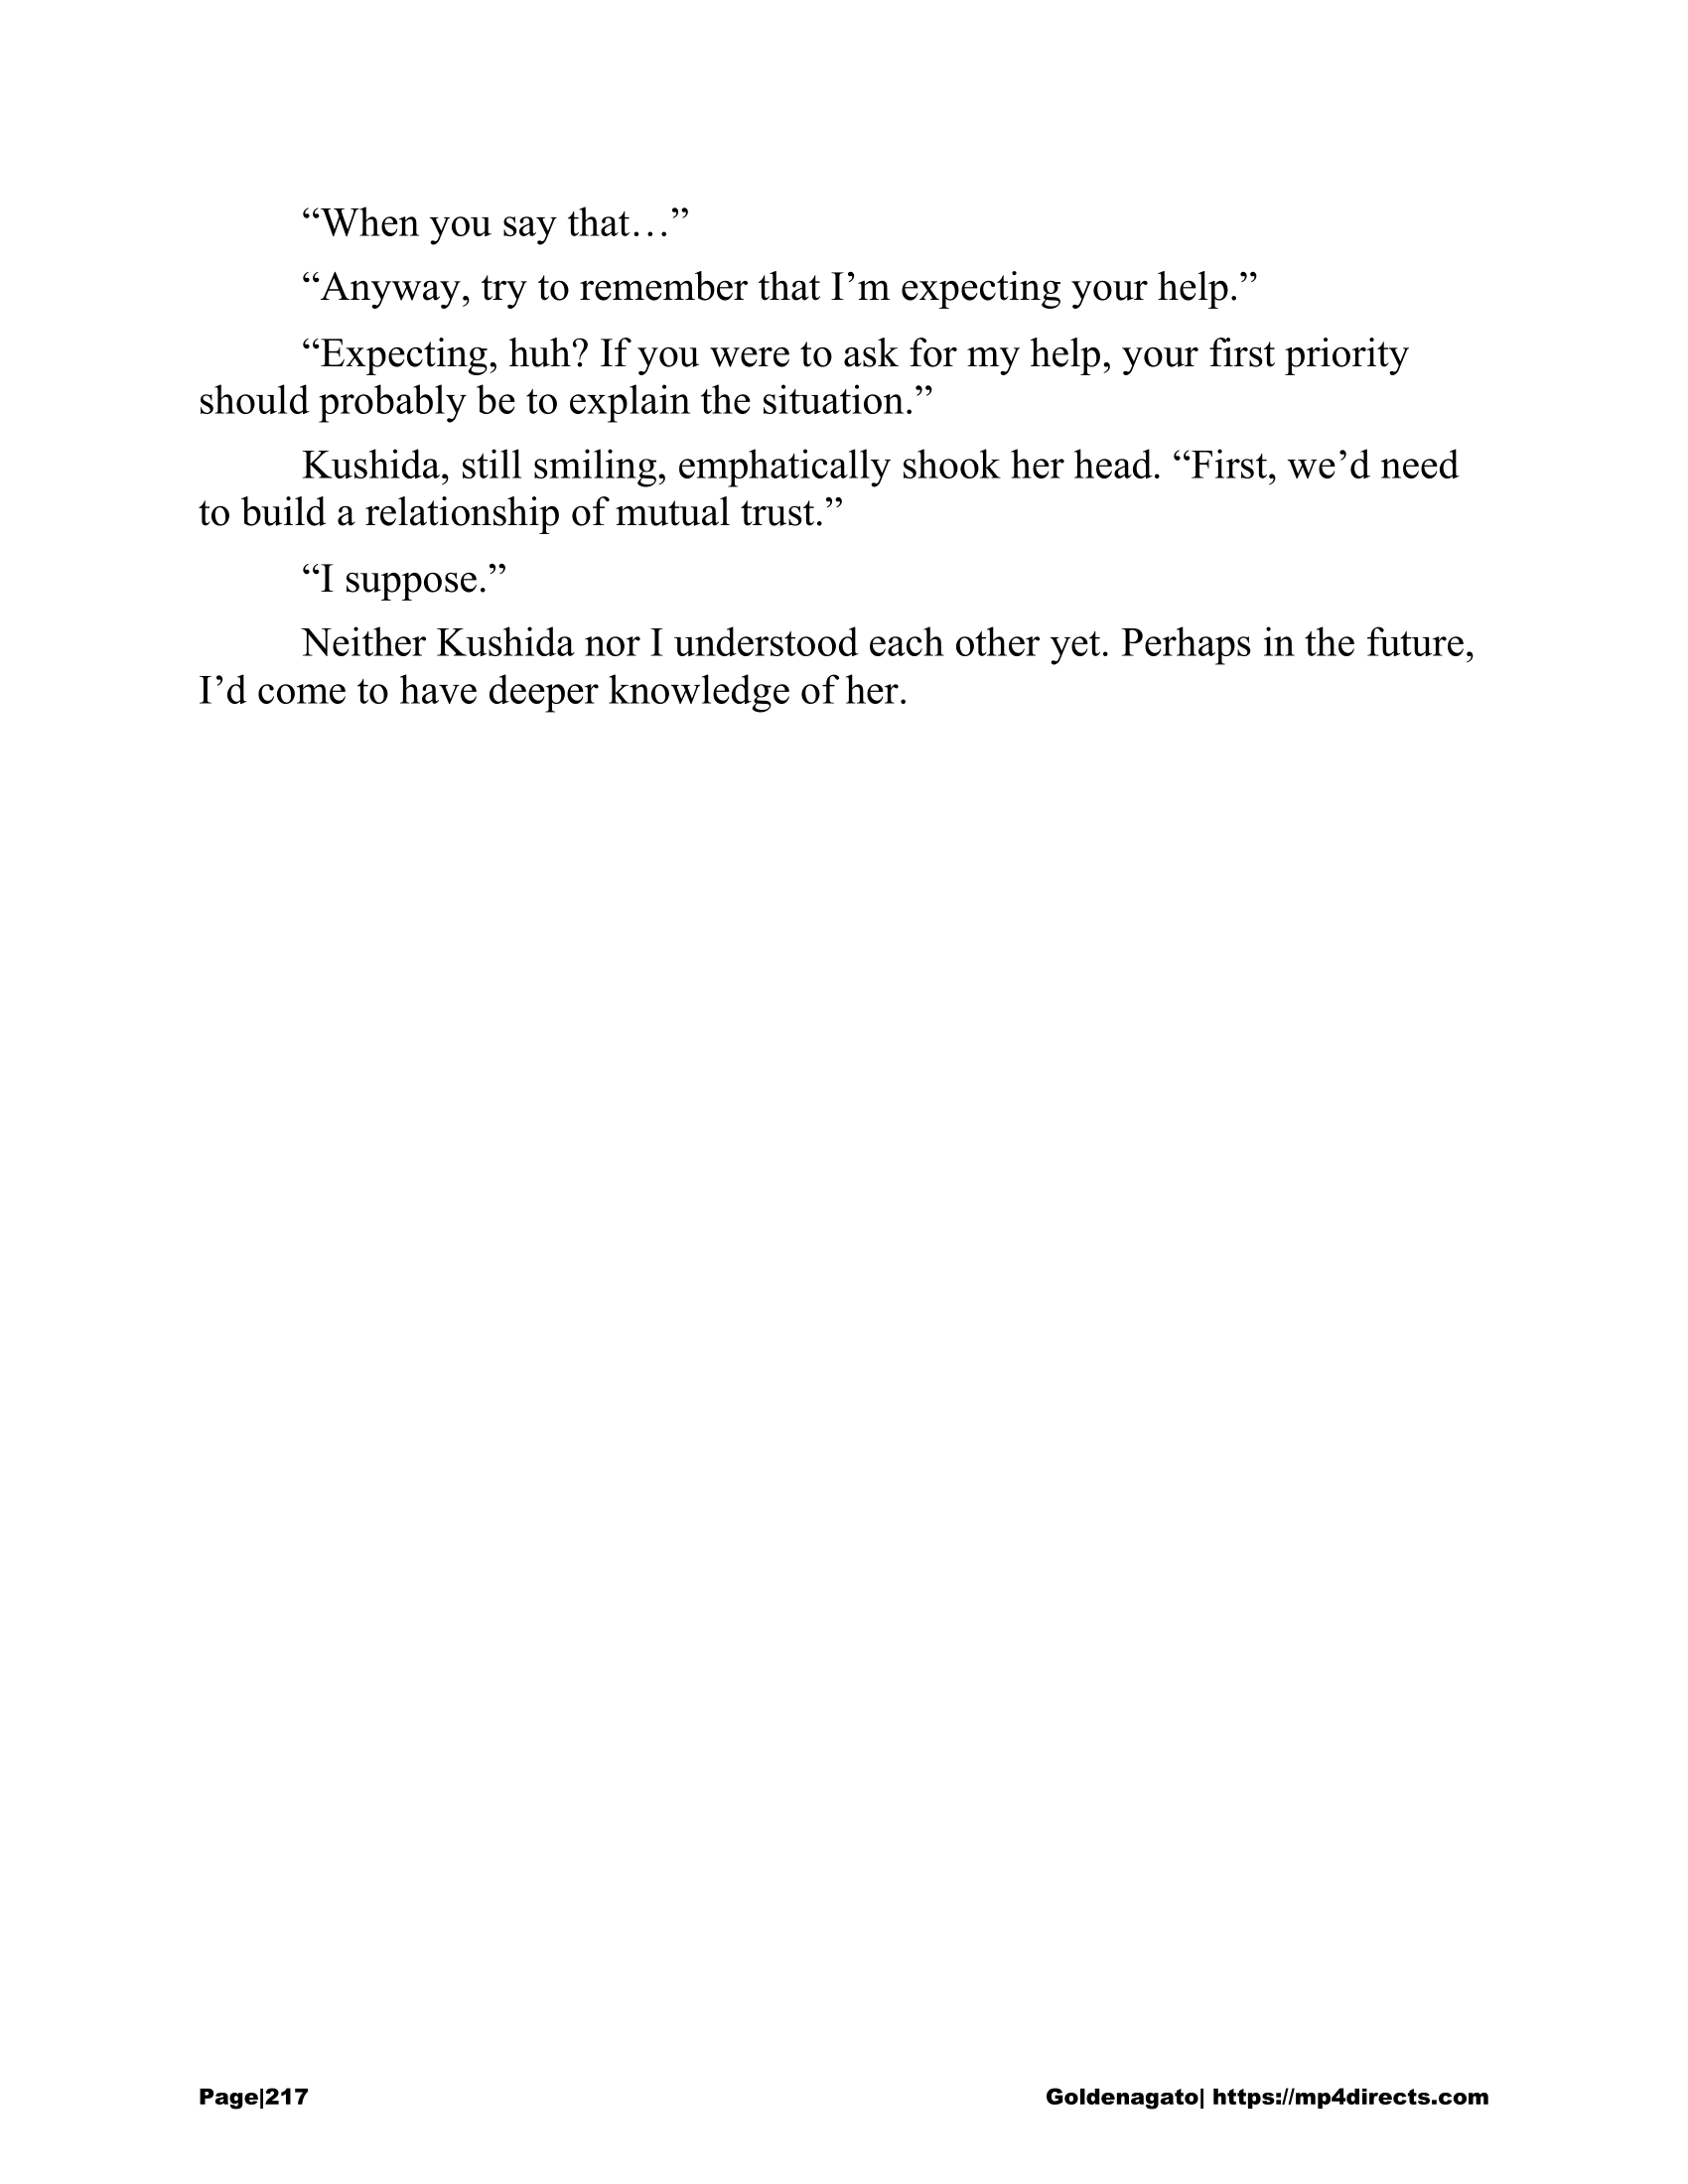 “When you say that…”
“Anyway, try to remember that I’m expecting your help.”
“Expecting, huh? If you were to ask for my help, your first priority
should probably be to explain the situation.”
Kushida, still smiling, emphatically shook her head. “First, we’d need
to build a relationship of mutual trust.”
“I suppose.”
Neither Kushida nor I understood each other yet. Perhaps in the future,
I’d come to have deeper knowledge of her.
Page|217 Goldenagato| https://mp4directs.com